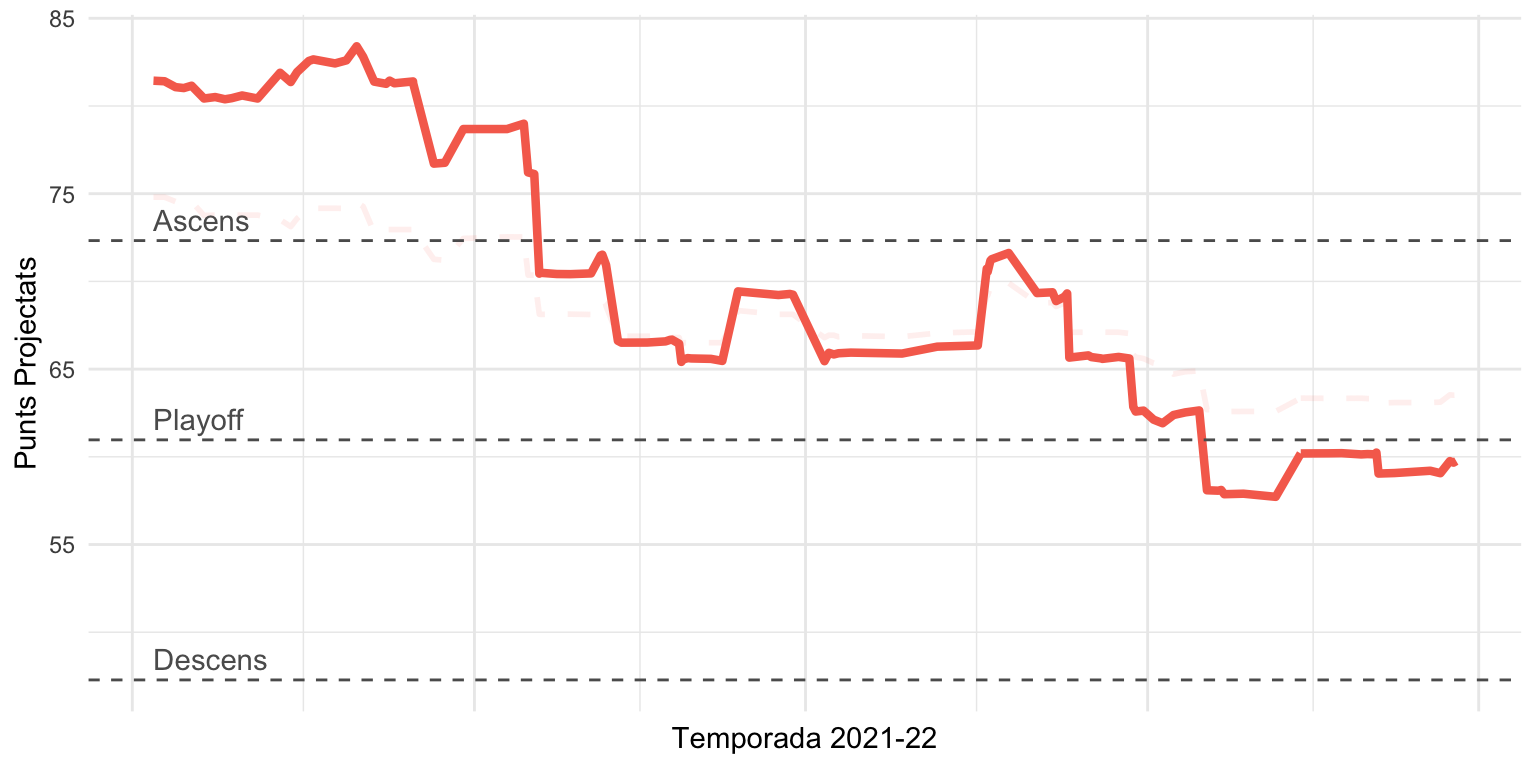 85
75
65
55
Punts Projectats
Ascens
Playoff
Descens
Temporada 2021-22